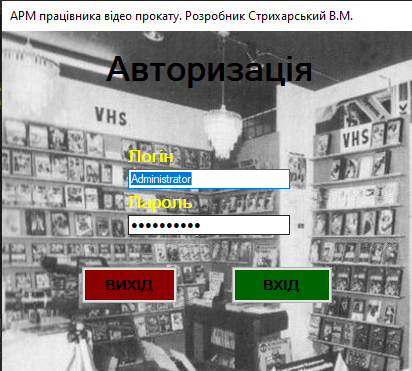 АРМ працівника відео прокату. Розробник Стрихарський В.М.
Авторизація
VHS
VHS
Логін
Administrator
Пароль
••••••••••
ВИХІД
ВХІД